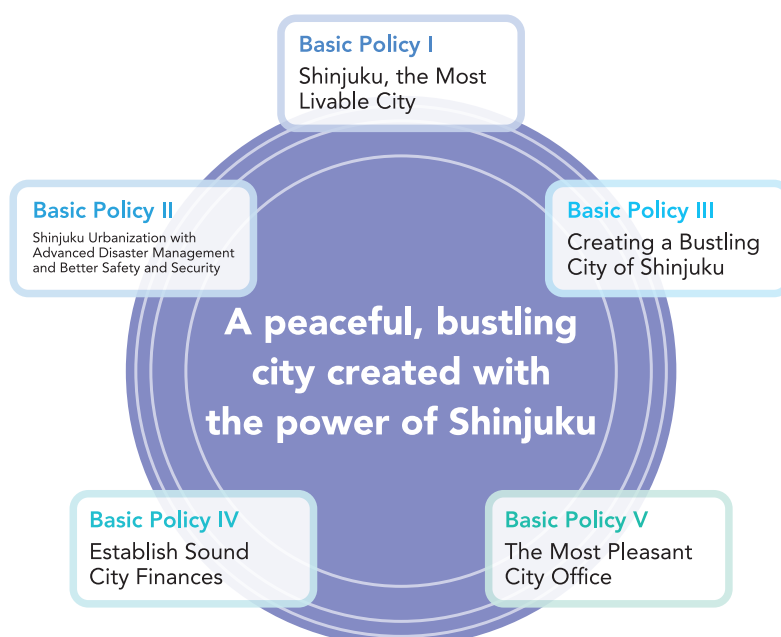 Basic Policy I
Shinjuku, the Most
Livable City
Basic Policy II
Shinjuku Urbanization with
Advanced Disaster Management
and Better Safety and Security
Basic Policy III
Creating a Bustling
City of Shinjuku
A peaceful, bustling
city created with
the power of Shinjuku
Basic Policy IV
Establish Sound
City Finances
Basic Policy V
The Most Pleasant
City Office